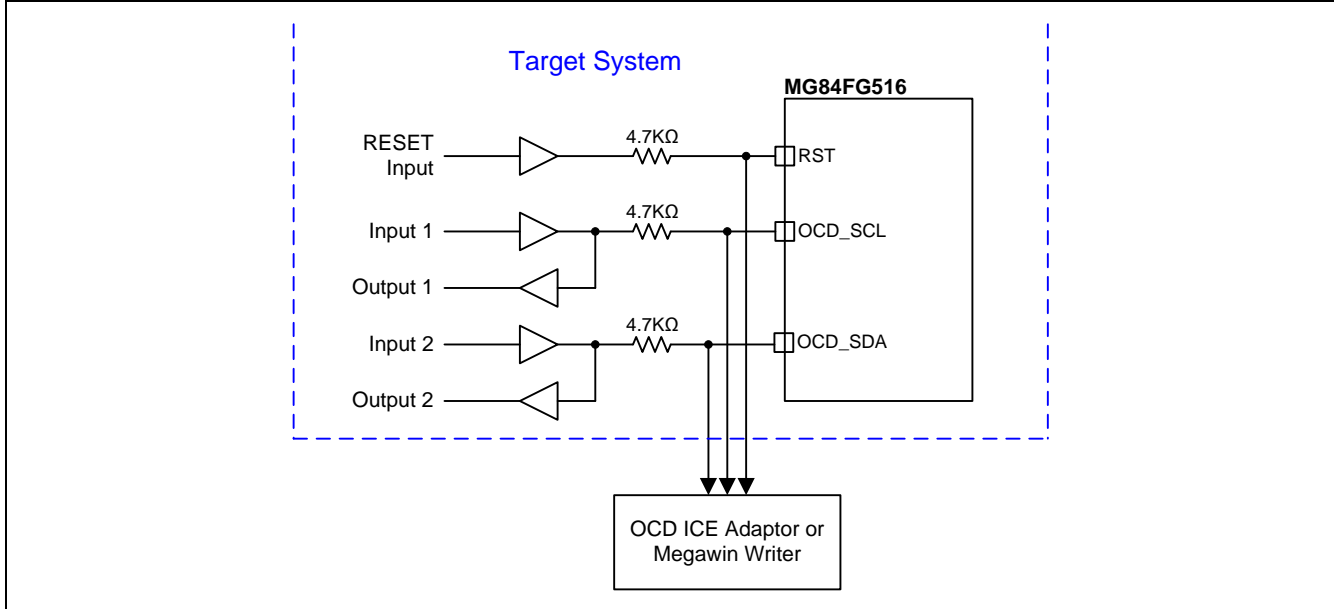 Target System
MG84FG516
RESET
Input
4.7KΩ
RST
Input 1
4.7KΩ
OCD_SCL
Output 1
Input 2
4.7KΩ
OCD_SDA
Output 2
OCD ICE Adaptor or
Megawin Writer